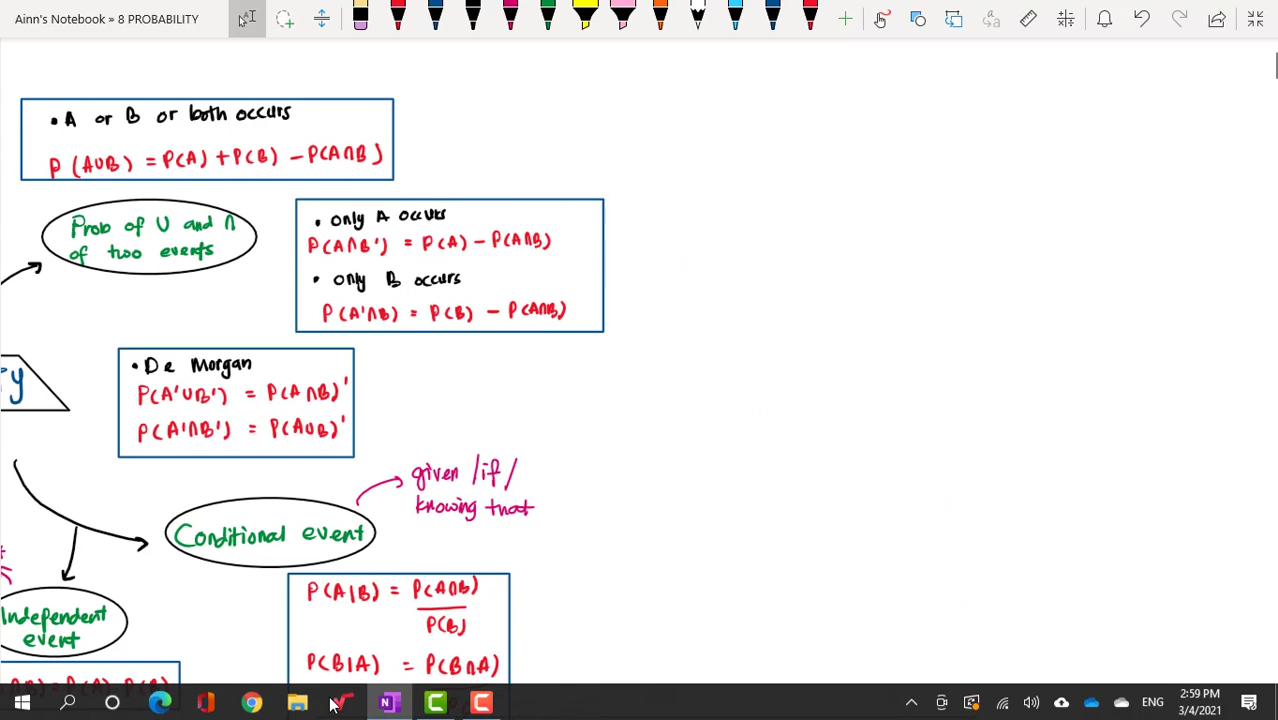 Ainn's Notebook » 8 PROBABILITY
• A or B or both occurs
P(A∪B) = P(A) + P(B) - P(A∩B)
Prob of U and ∩
of two events
• only A occurs
P(A∩B') = P(A) - P(A∩B)
• only B occurs
P(A'∩B) = P(B) - P(A∩B)
ty
• De Morgan
P(A'∪B') = P(A∩B)'
P(A'∩B') = P(A∪B)'
given /if/
knowing that
Conditional event
Independent
event
P(A|B) = P(A∩B)
P(B)
P(B|A) = P(B∩A)
∩B) = P(A). P(B)
ENG
2:59 PM
3/4/2021